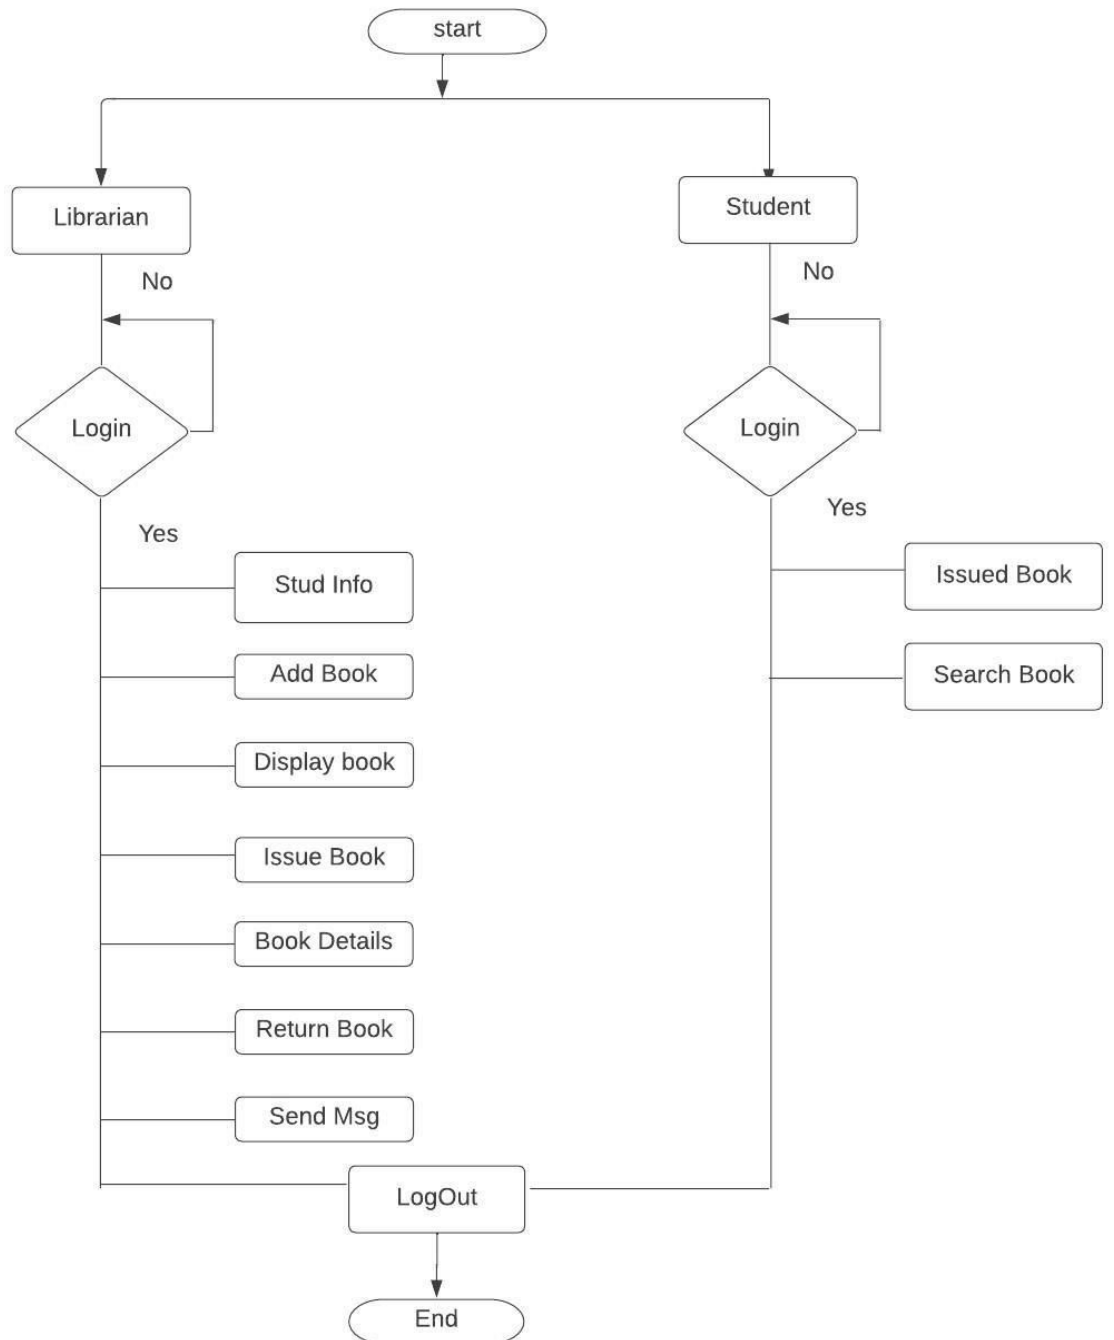 start
Librarian
Student
No
No
Login
Login
Yes
Yes
Stud Info
Issued Book
Add Book
Search Book
Display book
Issue Book
Book Details
Return Book
Send Msg
LogOut
End